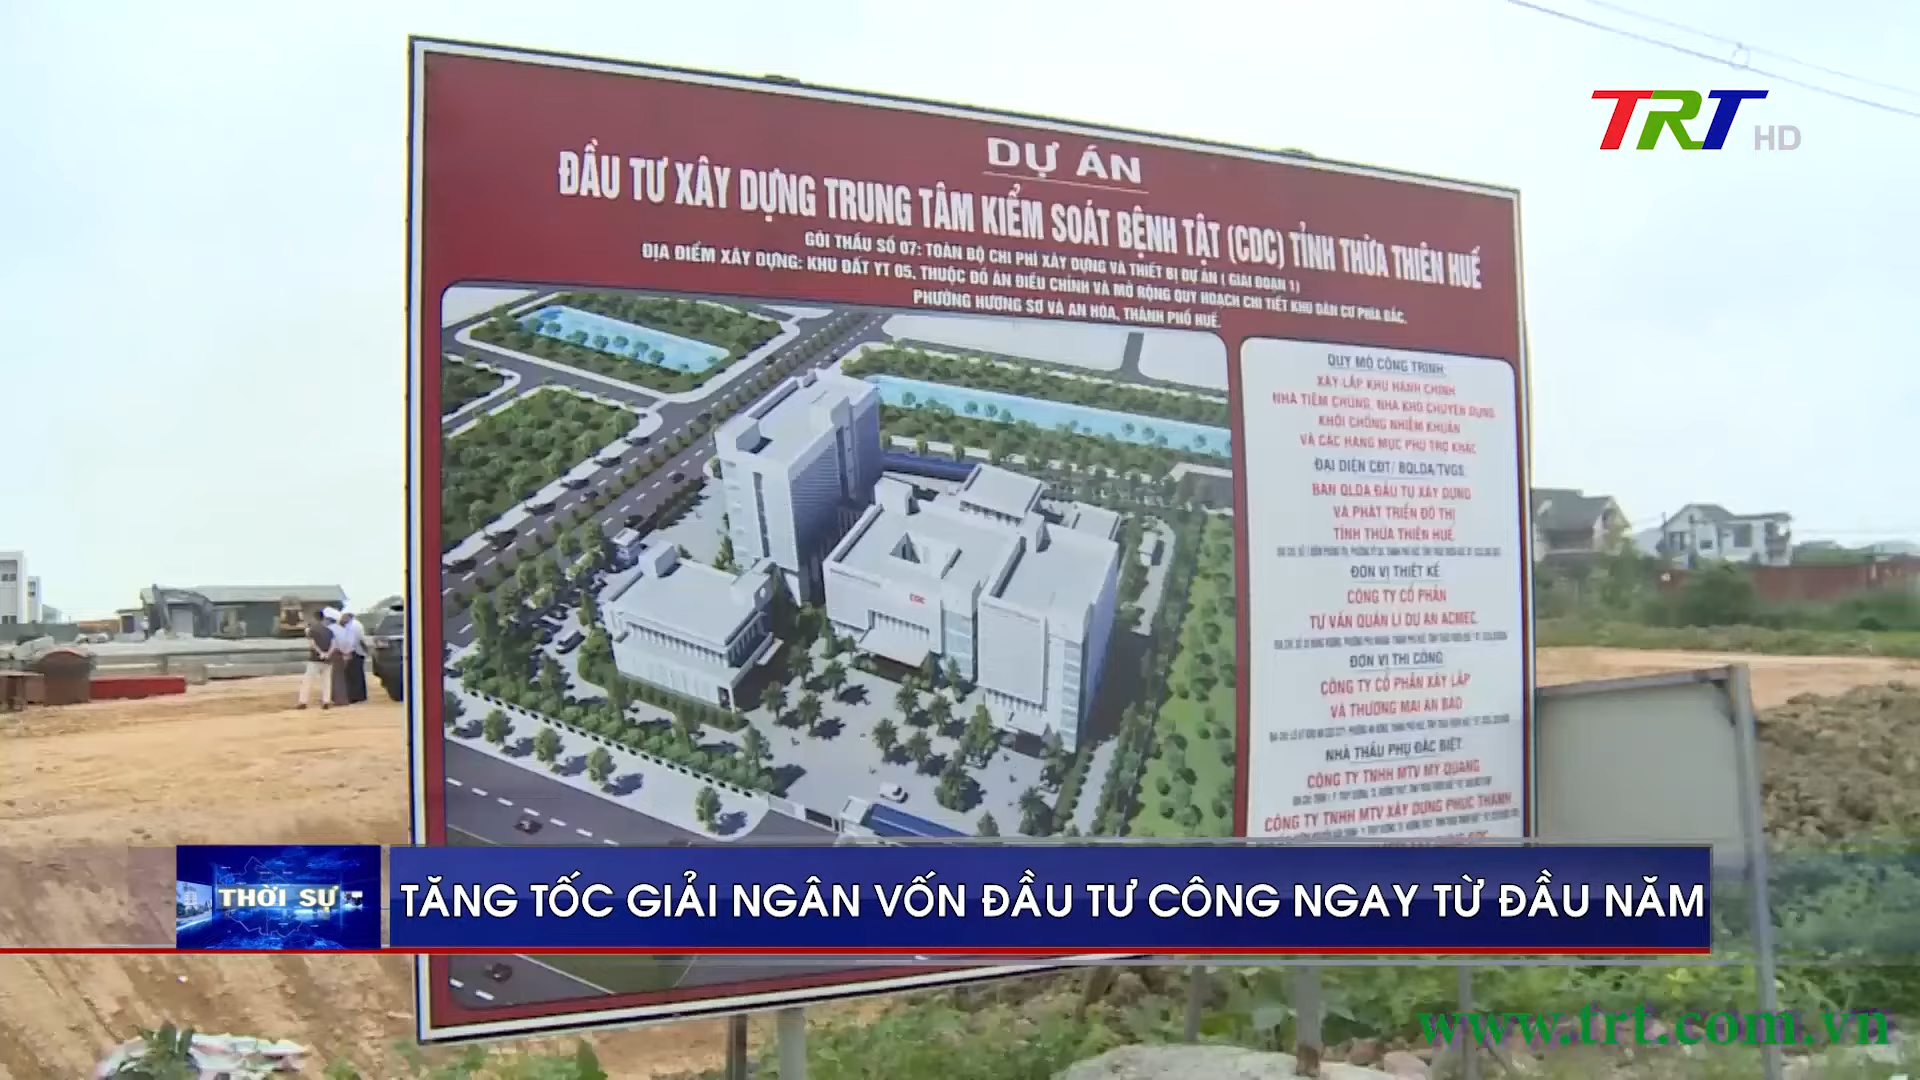 TRT HD
DỰ ÁN
ĐẦU TƯ XÂY DỰNG TRUNG TÂM KIỂM SOÁT BỆNH TẬT (CDC) TỈNH THỪA THIÊN HUẾ
GÓI THẦU SỐ 07: TOÀN BỘ CHI PHÍ XÂY DỰNG VÀ THIẾT BỊ DỰ ÁN ( GIAI ĐOẠN 1)
ĐỊA ĐIỂM XÂY DỰNG: KHU ĐẤT YT 05, THUỘC ĐỒ ÁN ĐIỀU CHỈNH VÀ MỞ RỘNG QUY HOẠCH CHI TIẾT KHU DÂN CƯ PHÍA BẮC,
PHƯỜNG HƯƠNG SƠ VÀ AN HÒA, THÀNH PHỐ HUẾ.
QUY MÔ CÔNG TRÌNH:
XÂY LẮP KHU HÀNH CHÍNH
NHÀ TIÊM CHỦNG, NHÀ KHO CHUYÊN DỤNG
KHỐI CHỐNG NHIỄM KHUẨN
VÀ CÁC HẠNG MỤC PHỤ TRỢ KHÁC
ĐẠI DIỆN CĐT/ BQLDA/TVGS:
BAN QLDA ĐẦU TƯ XÂY DỰNG
VÀ PHÁT TRIỂN ĐÔ THỊ
TỈNH THỪA THIÊN HUẾ.
ĐƠN VỊ THIẾT KẾ
CÔNG TY CỔ PHẦN
TƯ VẤN QUẢN LÍ DỰ ÁN ACMEC.
ĐƠN VỊ THI CÔNG
CÔNG TY CỔ PHẦN XÂY LẮP
VÀ THƯƠNG MẠI AN BẢO
NHÀ THẦU PHỤ ĐẶC BIỆT:
CÔNG TY TNHH MTV MY QUANG
CÔNG TY TNHH MTV XÂY DỰNG PHÚC THÀNH
CDC
THỜI SỰ
TĂNG TỐC GIẢI NGÂN VỐN ĐẦU TƯ CÔNG NGAY TỪ ĐẦU NĂM
www.trt.com.vn